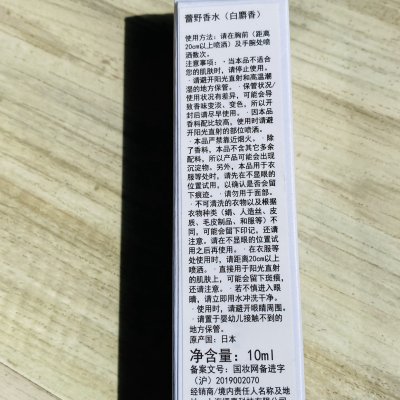 蕾野香水（白麝香）
使用方法：请在胸前（距离
20cm以上喷洒）及手腕处喷
洒数次。
注意事项：·当本品不适合
您的肌肤时，请停止使用。
·请避开阳光直射和高温潮
湿的地方保管。·保管状况/
使用状况有差异，可能会导
致香味变淡、变色，所以开
封后请尽早使用。·因本品
香料配比较高，使用时请避
开阳光直射的部位喷洒。
·本品严禁靠近烟火。·除
了香料，本品不含其它多余
配料，所以产品可能会出现
沉淀物。另外，本品用于衣
服等处时，请先在不显眼的
位置试用，以确认是否会留
下痕迹。·请勿用于面部。
·不可清洗的衣物以及根据
衣物种类（绢、人造丝、皮
质、毛皮制品、和服等）不
同，可能会留下印记，还请
注意。请在不显眼的位置试
用之后再使用。·在衣服等
处使用时，请距离20cm以上
喷洒。·直接用于阳光直射
的肌肤上，可能会留下斑痕，
还请注意。·若不慎进入眼
睛，请立即用水冲洗干净。
·使用时，请避开眼睛周围。
·请置于婴幼儿接触不到的
地方保管。
原产国：日本
净含量：10ml
备案文号：国妆网备进字
（沪）2019002070
经销商/境内责任人名称及地